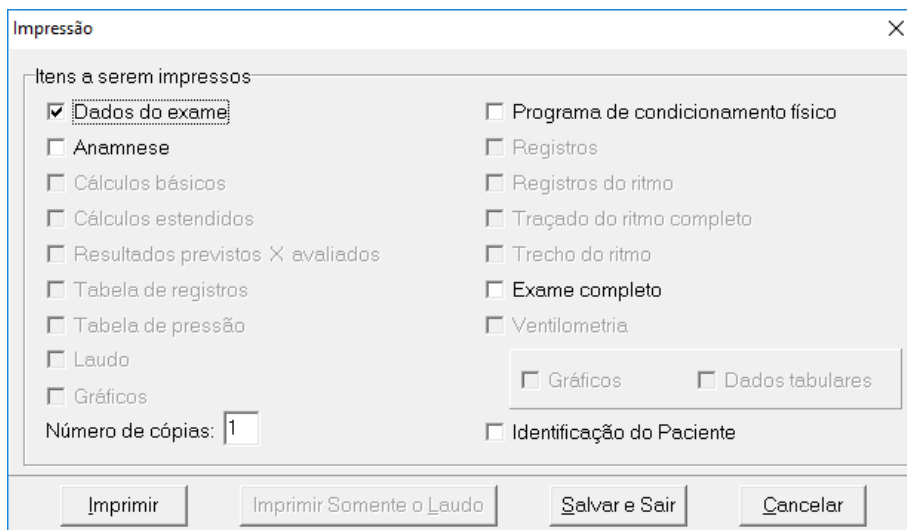 Impressão
Itens a serem impressos
Dados do exame
Anamnese
Cálculos básicos
Cálculos estendidos
Resultados previstos X avaliados
Tabela de registros
Tabela de pressão
Laudo
Gráficos
Número de cópias: 1
Programa de condicionamento físico
Registros
Registros do ritmo
Traçado do ritmo completo
Trecho do ritmo
Exame completo
Ventilometria
Gráficos Dados tabulares
Identificação do Paciente
Imprimir Imprimir Somente o Laudo Salvar e Sair Cancelar